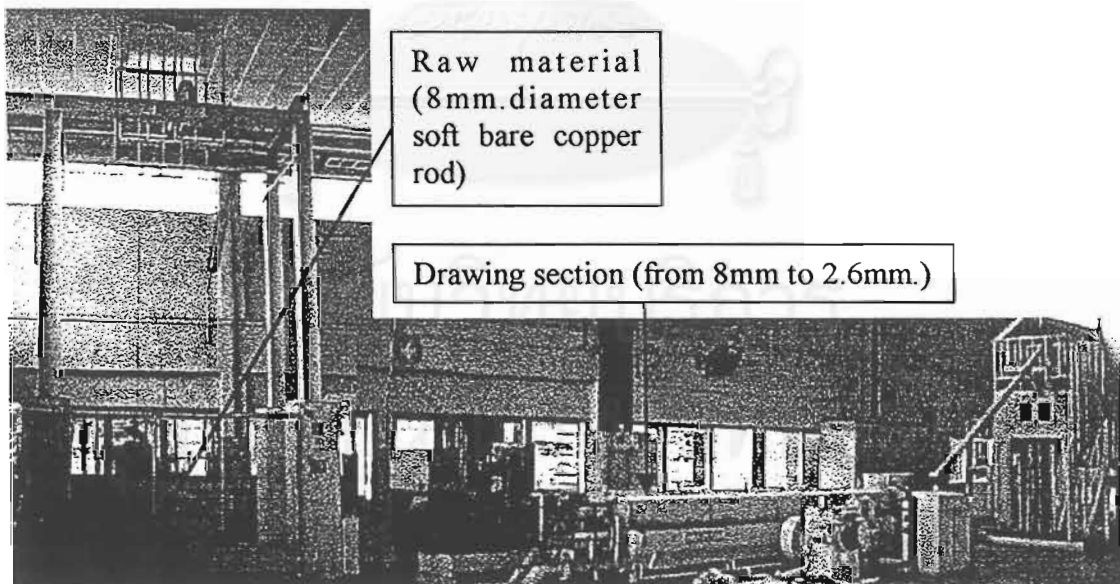 Raw material
(8mm.diameter
soft bare copper
rod)
Drawing section (from 8mm to 2.6mm.)